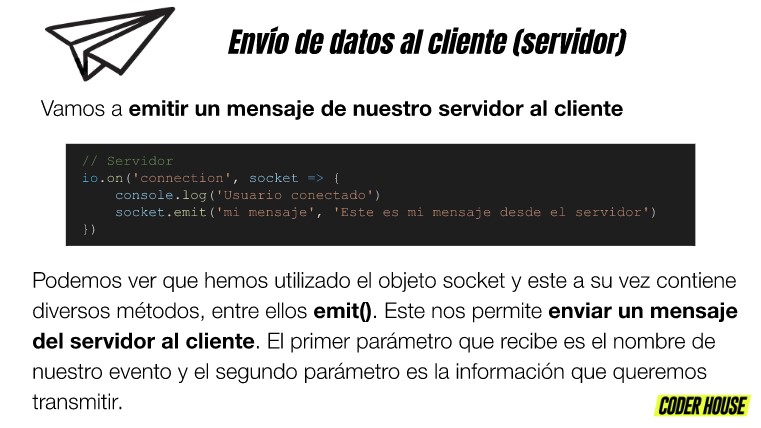 Envío de datos al cliente (servidor)
Vamos a emitir un mensaje de nuestro servidor al cliente
// Servidor
io.on('connection', socket => {
    console.log('Usuario conectado')
    socket.emit('mi mensaje', 'Este es mi mensaje desde el servidor')
})
Podemos ver que hemos utilizado el objeto socket y este a su vez contiene
diversos métodos, entre ellos emit(). Este nos permite enviar un mensaje
del servidor al cliente. El primer parámetro que recibe es el nombre de
nuestro evento y el segundo parámetro es la información que queremos
transmitir.
CODER HOUSE